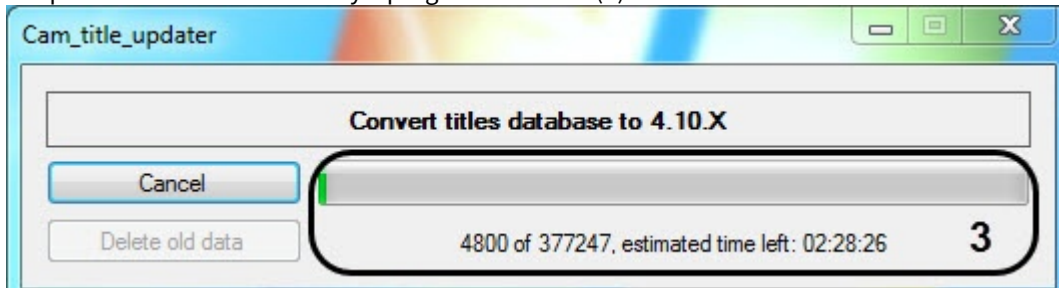 Cam_title_updater
Convert titles database to 4.10.X
Cancel
Delete old data
4800 of 377247, estimated time left: 02:28:26
3